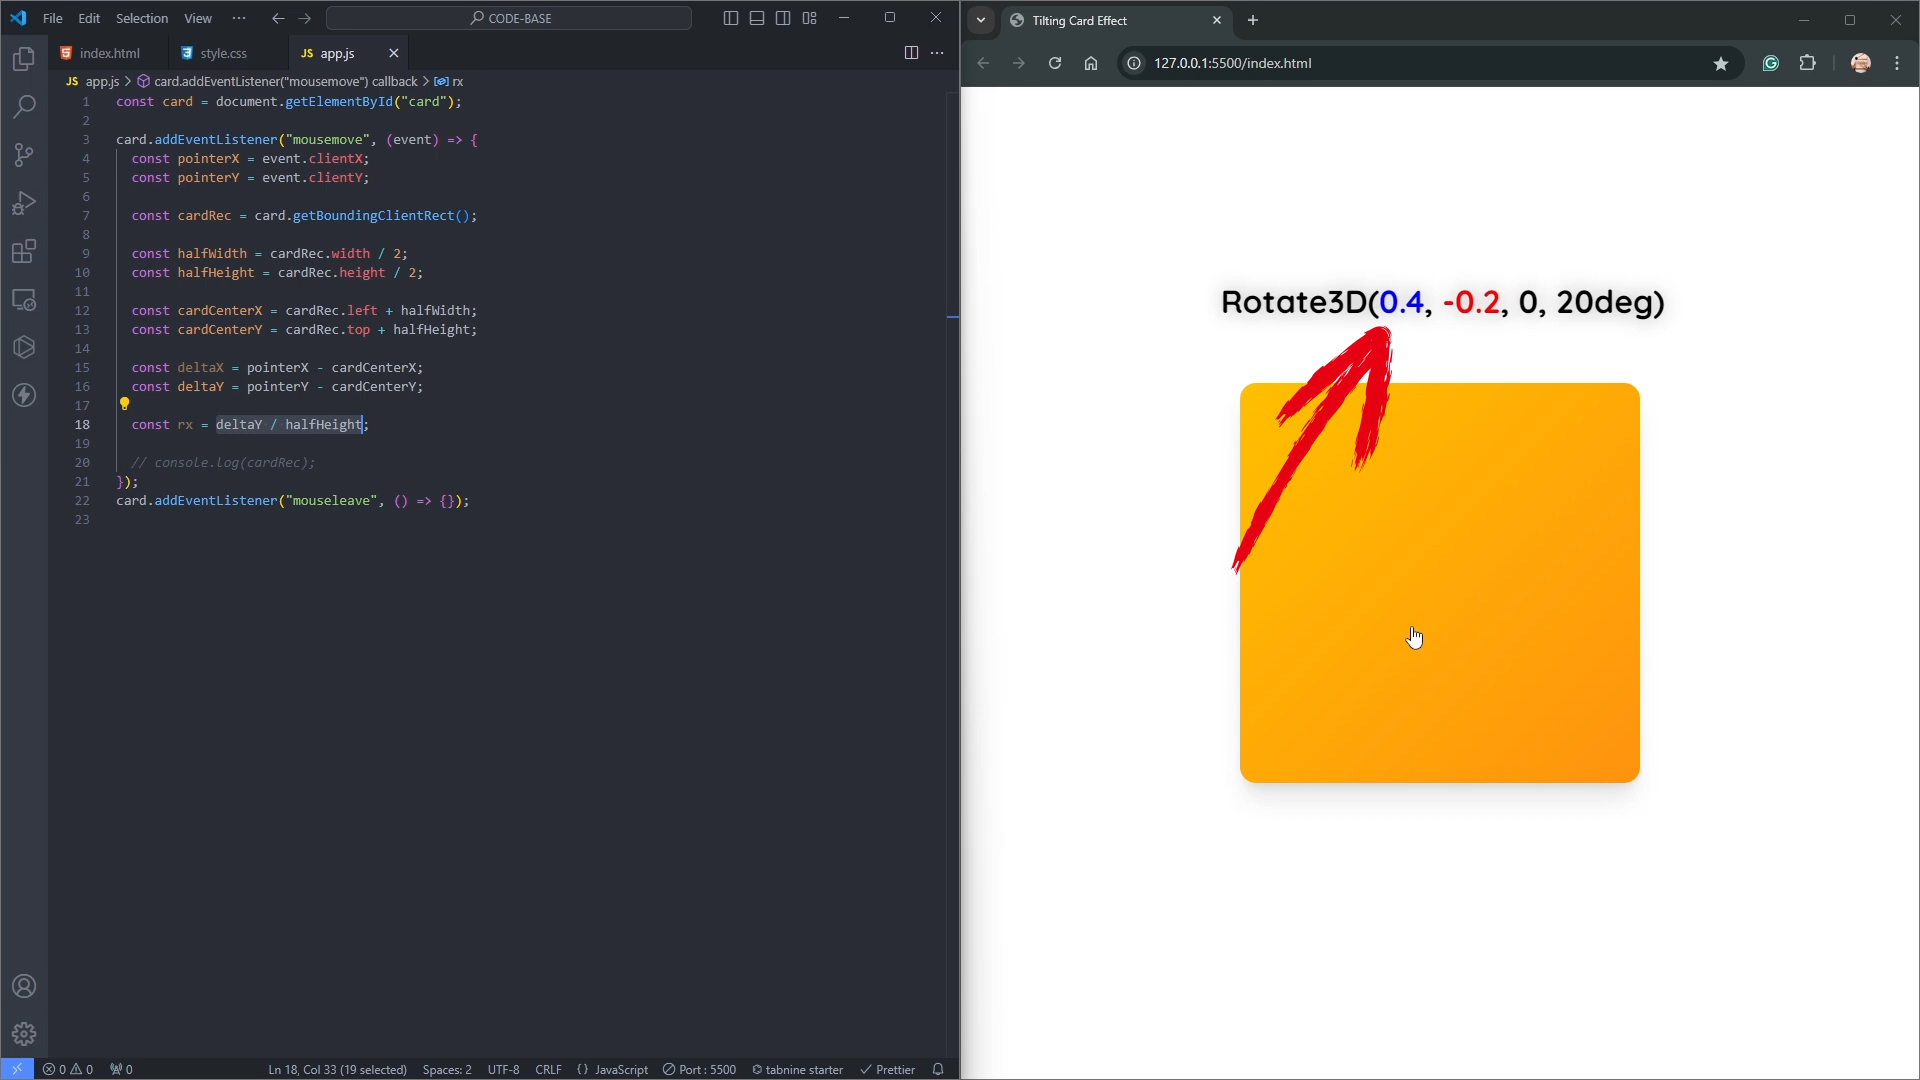 File Edit Selection View ··· CODE-BASE
index.html style.css JS app.js
JS app.js > card.addEventListener("mousemove") callback > rx
1 const card = document.getElementById("card");
2
3 card.addEventListener("mousemove", (event) => {
4 const pointerX = event.clientX;
5 const pointerY = event.clientY;
6
7 const cardRec = card.getBoundingClientRect();
8
9 const halfWidth = cardRec.width / 2;
10 const halfHeight = cardRec.height / 2;
11
12 const cardCenterX = cardRec.left + halfWidth;
13 const cardCenterY = cardRec.top + halfHeight;
14
15 const deltaX = pointerX - cardCenterX;
16 const deltaY = pointerY - cardCenterY;
17
18 const rx = deltaY / halfHeight;
19
20 // console.log(cardRec);
21 });
22 card.addEventListener("mouseleave", () => {});
23
0 0 0 Ln 18, Col 33 (19 selected) Spaces: 2 UTF-8 CRLF {} JavaScript Port : 5500 tabnine starter Prettier
Tilting Card Effect
127.0.0.1:5500/index.html
Rotate3D(0.4, -0.2, 0, 20deg)